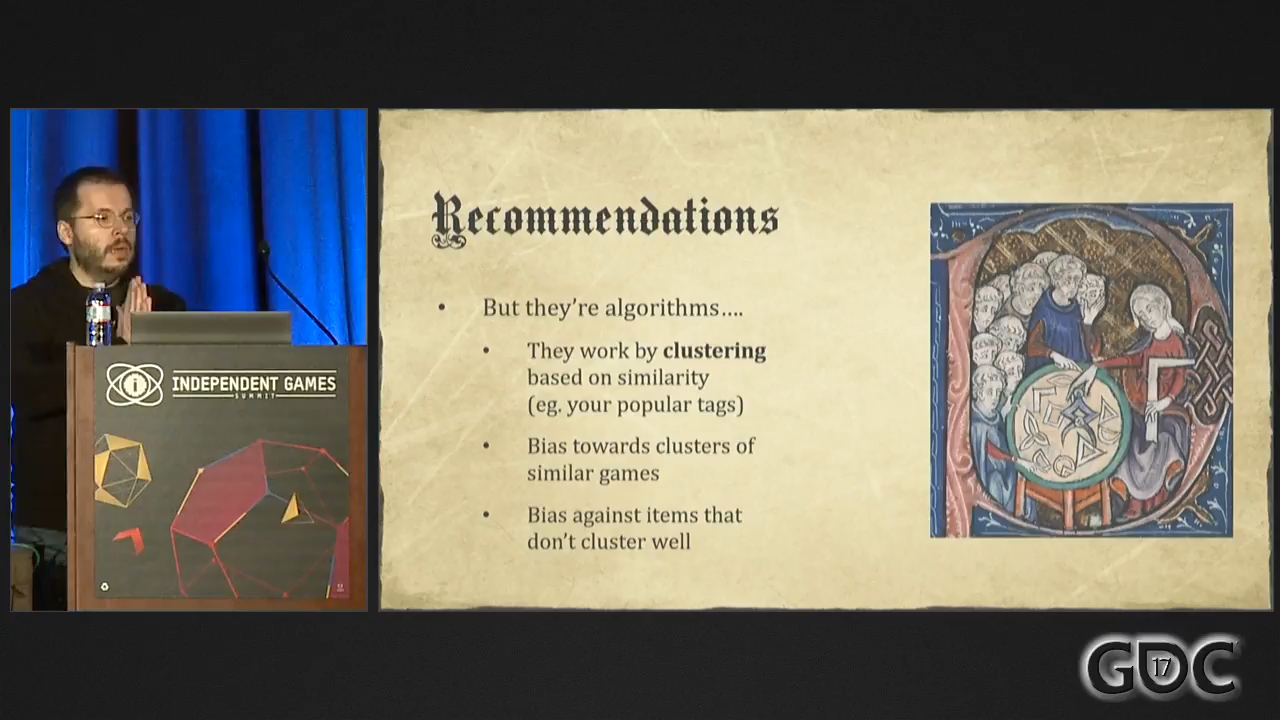 Recommendations
• But they're algorithms....
• They work by clustering
based on similarity
(eg. your popular tags)
• Bias towards clusters of
similar games
• Bias against items that
don't cluster well
INDEPENDENT GAMES
SUMMIT
GDC
17